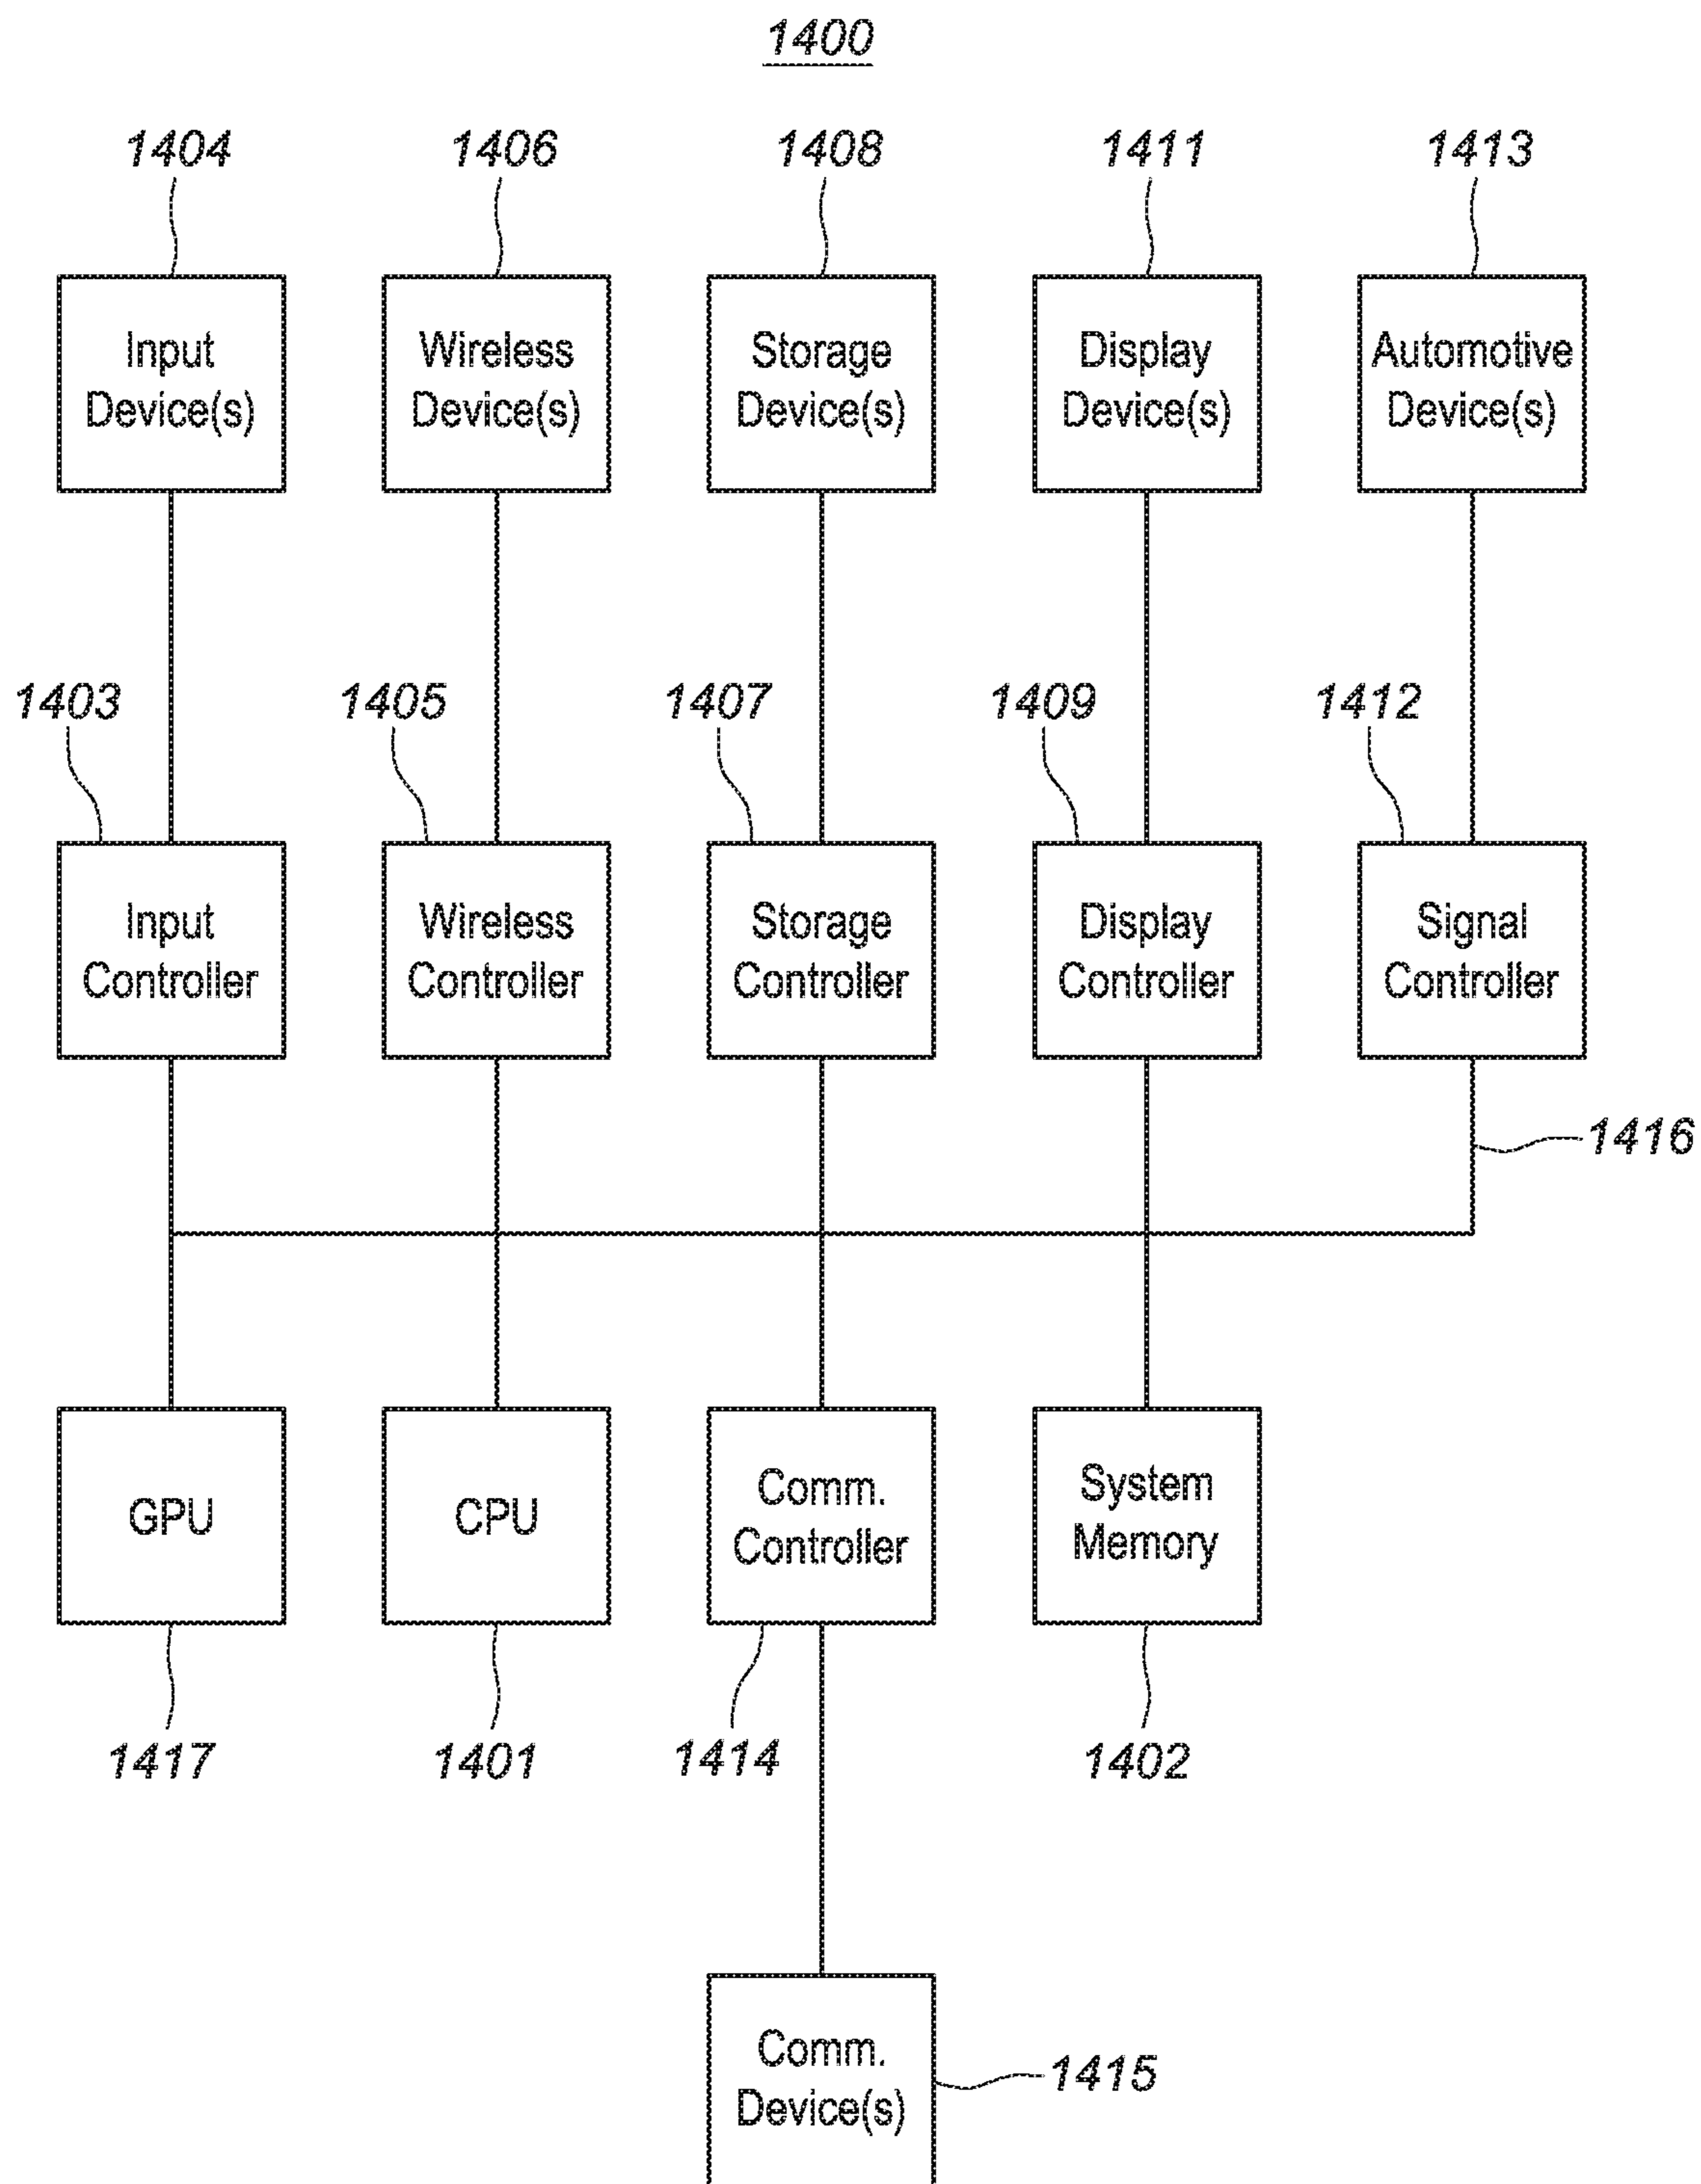 1400
1404
1406
1408
1411
1413
Input
Device(s)
Wireless
Device(s)
Storage
Device(s)
Display
Device(s)
Automotive
Device(s)
1403
1405
1407
1409
1412
Input
Controller
Wireless
Controller
Storage
Controller
Display
Controller
Signal
Controller
1416
GPU
CPU
Comm.
Controller
System
Memory
1417
1401
1414
1402
Comm.
Device(s)
1415